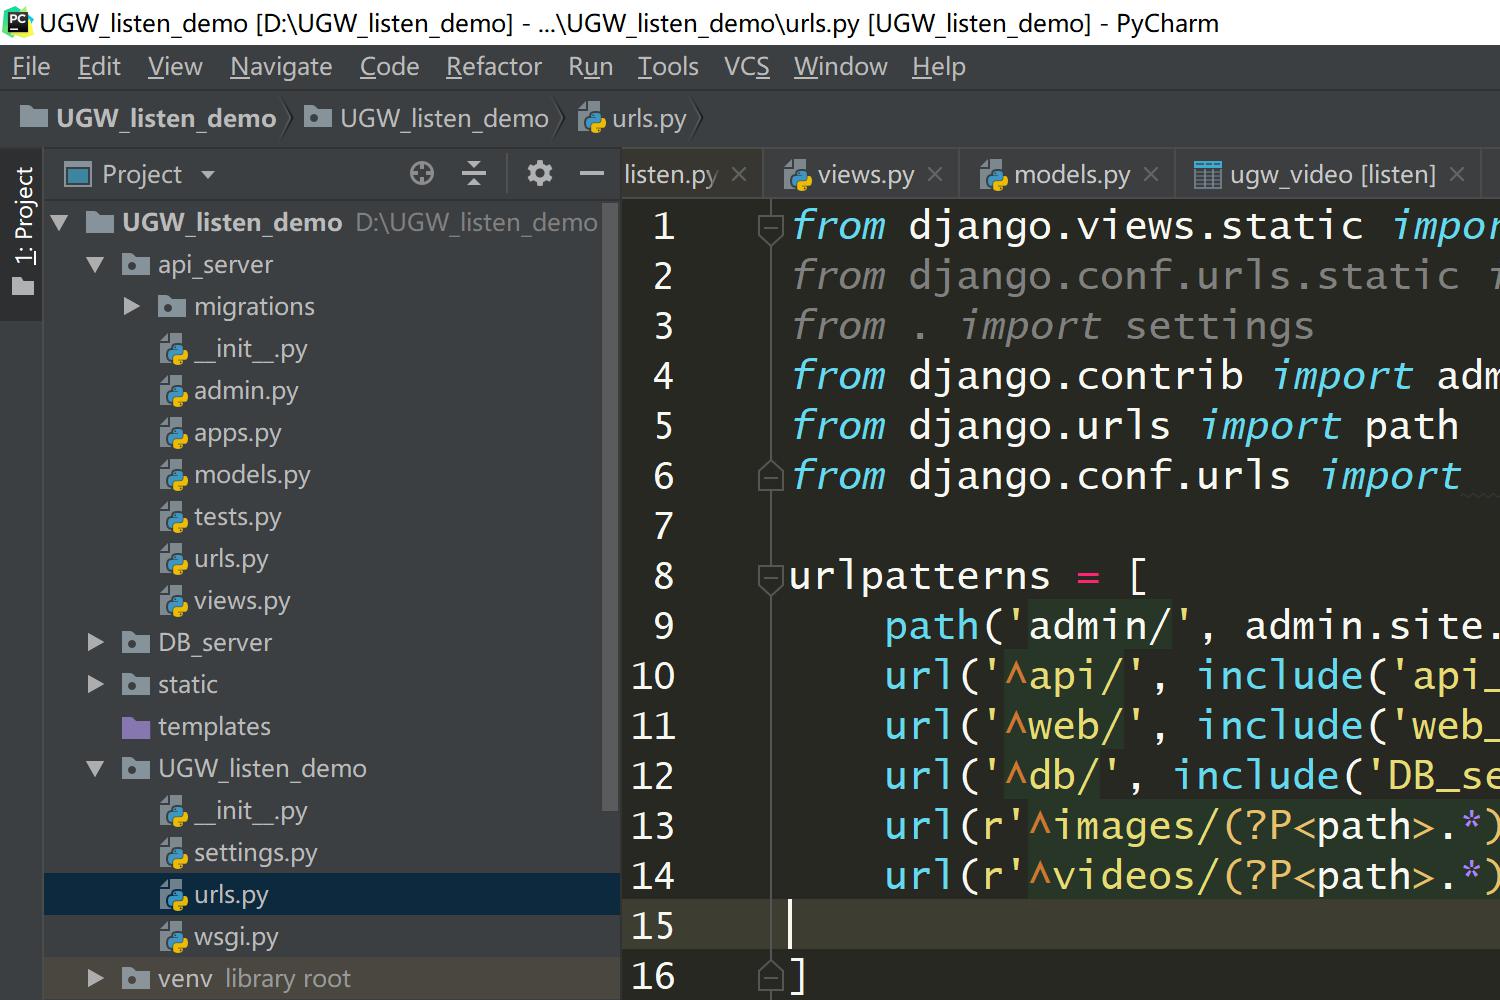 UGW_listen_demo [D:\UGW_listen_demo] - ...\UGW_listen_demo\urls.py [UGW_listen_demo] - PyCharm
File Edit View Navigate Code Refactor Run Tools VCS Window Help
UGW_listen_demo UGW_listen_demo urls.py
1: Project
Project
listen.py views.py models.py ugw_video [listen]
UGW_listen_demo D:\UGW_listen_demo
api_server
migrations
__init__.py
admin.py
apps.py
models.py
tests.py
urls.py
views.py
DB_server
static
templates
UGW_listen_demo
__init__.py
settings.py
urls.py
wsgi.py
venv library root
1 from django.views.static impor
2 from django.conf.urls.static i
3 from . import settings
4 from django.contrib import adm
5 from django.urls import path
6 from django.conf.urls import
7
8 urlpatterns = [
9 path('admin/', admin.site.
10 url('^api/', include('api_
11 url('^web/', include('web_
12 url('^db/', include('DB_se
13 url(r'^images/(?P<path>.*)
14 url(r'^videos/(?P<path>.*)
15
16 ]